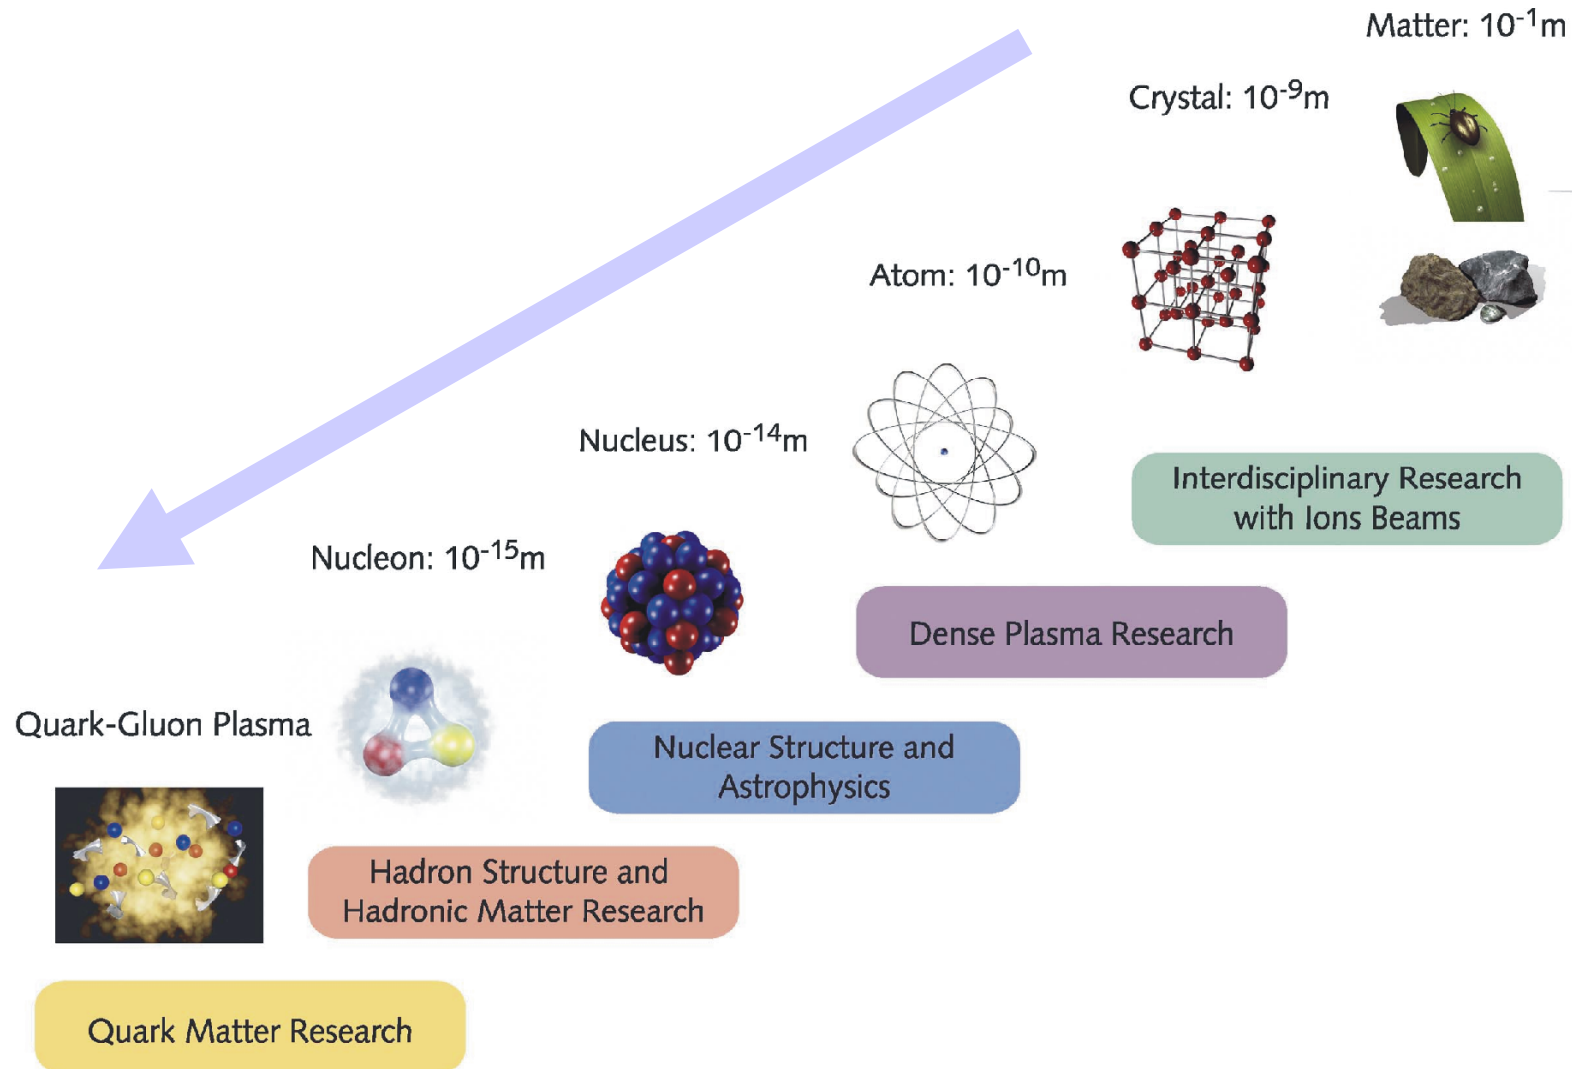 Matter: 10⁻¹m
Crystal: 10⁻⁹m
Atom: 10⁻¹⁰m
Nucleus: 10⁻¹⁴m
Interdisciplinary Research
with Ions Beams
Nucleon: 10⁻¹⁵m
Dense Plasma Research
Quark-Gluon Plasma
Nuclear Structure and
Astrophysics
Hadron Structure and
Hadronic Matter Research
Quark Matter Research